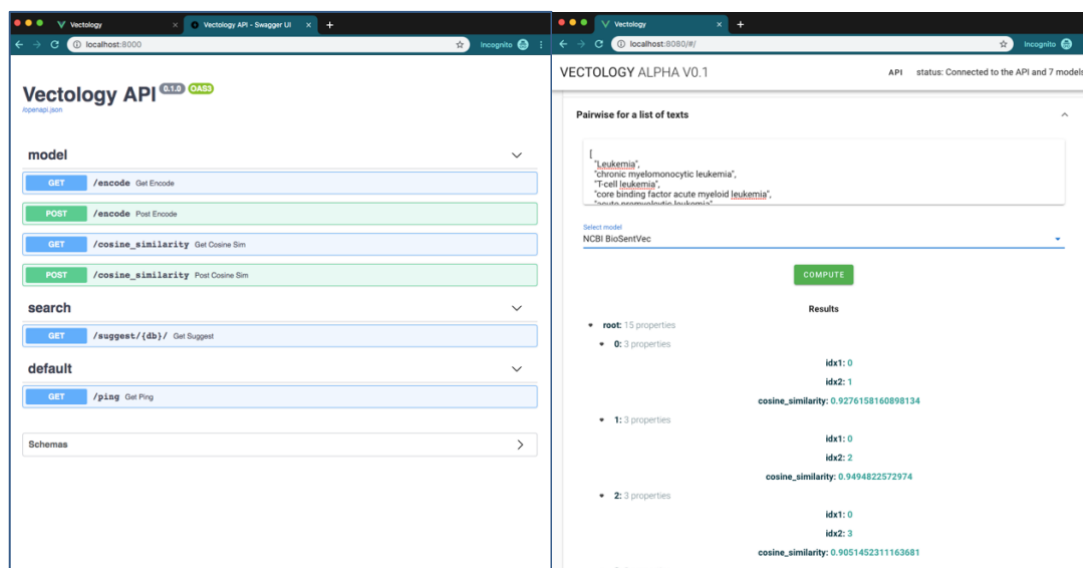 Vectology
Vectology API - Swagger UI
localhost:8000
Incognito
Vectology API 0.1.0 OAS3
/openapi.json
model
GET /encode Get Encode
POST /encode Post Encode
GET /cosine_similarity Get Cosine Sim
POST /cosine_similarity Post Cosine Sim
search
GET /suggest/{db}/ Get Suggest
default
GET /ping Get Ping
Schemas
Vectology
localhost:8080/#/
Incognito
VECTOLOGY ALPHA V0.1 API status: Connected to the API and 7 models
Pairwise for a list of texts
[
"Leukemia",
"chronic myelomonocytic leukemia",
"T-cell leukemia",
"core binding factor acute myeloid leukemia",
"acute promyelocytic leukemia"
Select model
NCBI BioSentVec
COMPUTE
Results
root: 15 properties
0: 3 properties
idx1: 0
idx2: 1
cosine_similarity: 0.9276158160898134
1: 3 properties
idx1: 0
idx2: 2
cosine_similarity: 0.9494822572974
2: 3 properties
idx1: 0
idx2: 3
cosine_similarity: 0.9051452311163681